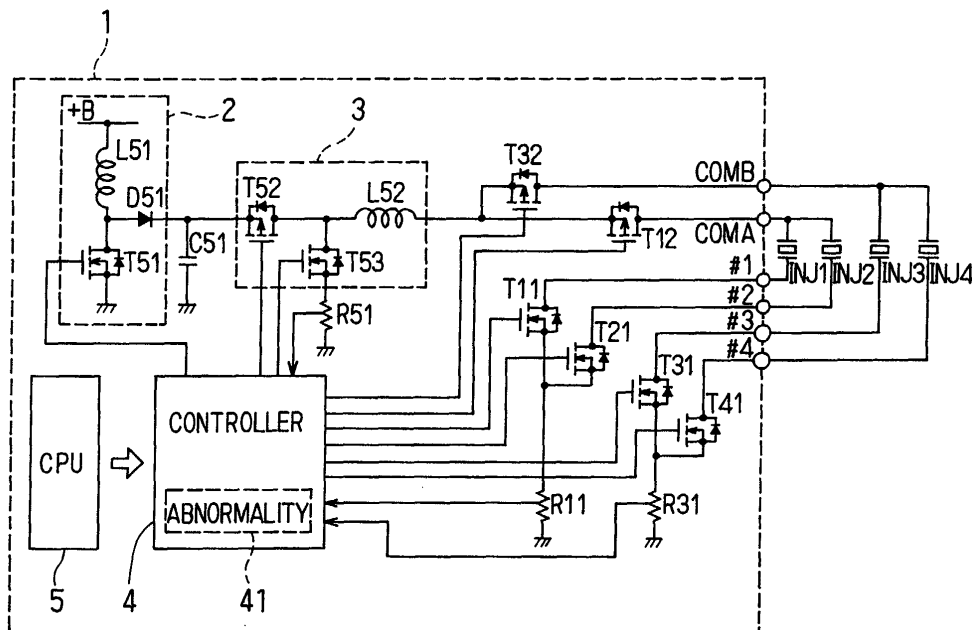 1
+B
2
3
L51
D51
T52
L52
T32
COMB
C51
T51
T53
T12
COMA
R51
#1
INJ1
INJ2
INJ3
INJ4
T11
#2
T21
#3
T31
#4
T41
CONTROLLER
CPU
ABNORMALITY
R11
R31
5
4
41